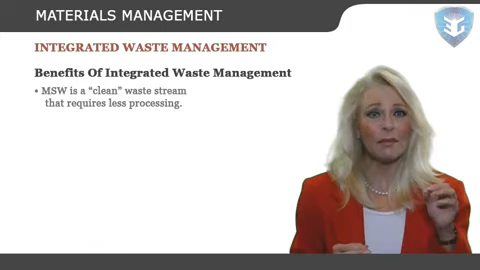 MATERIALS MANAGEMENT
INTEGRATED WASTE MANAGEMENT
Benefits Of Integrated Waste Management
• MSW is a “clean” waste stream
that requires less processing.